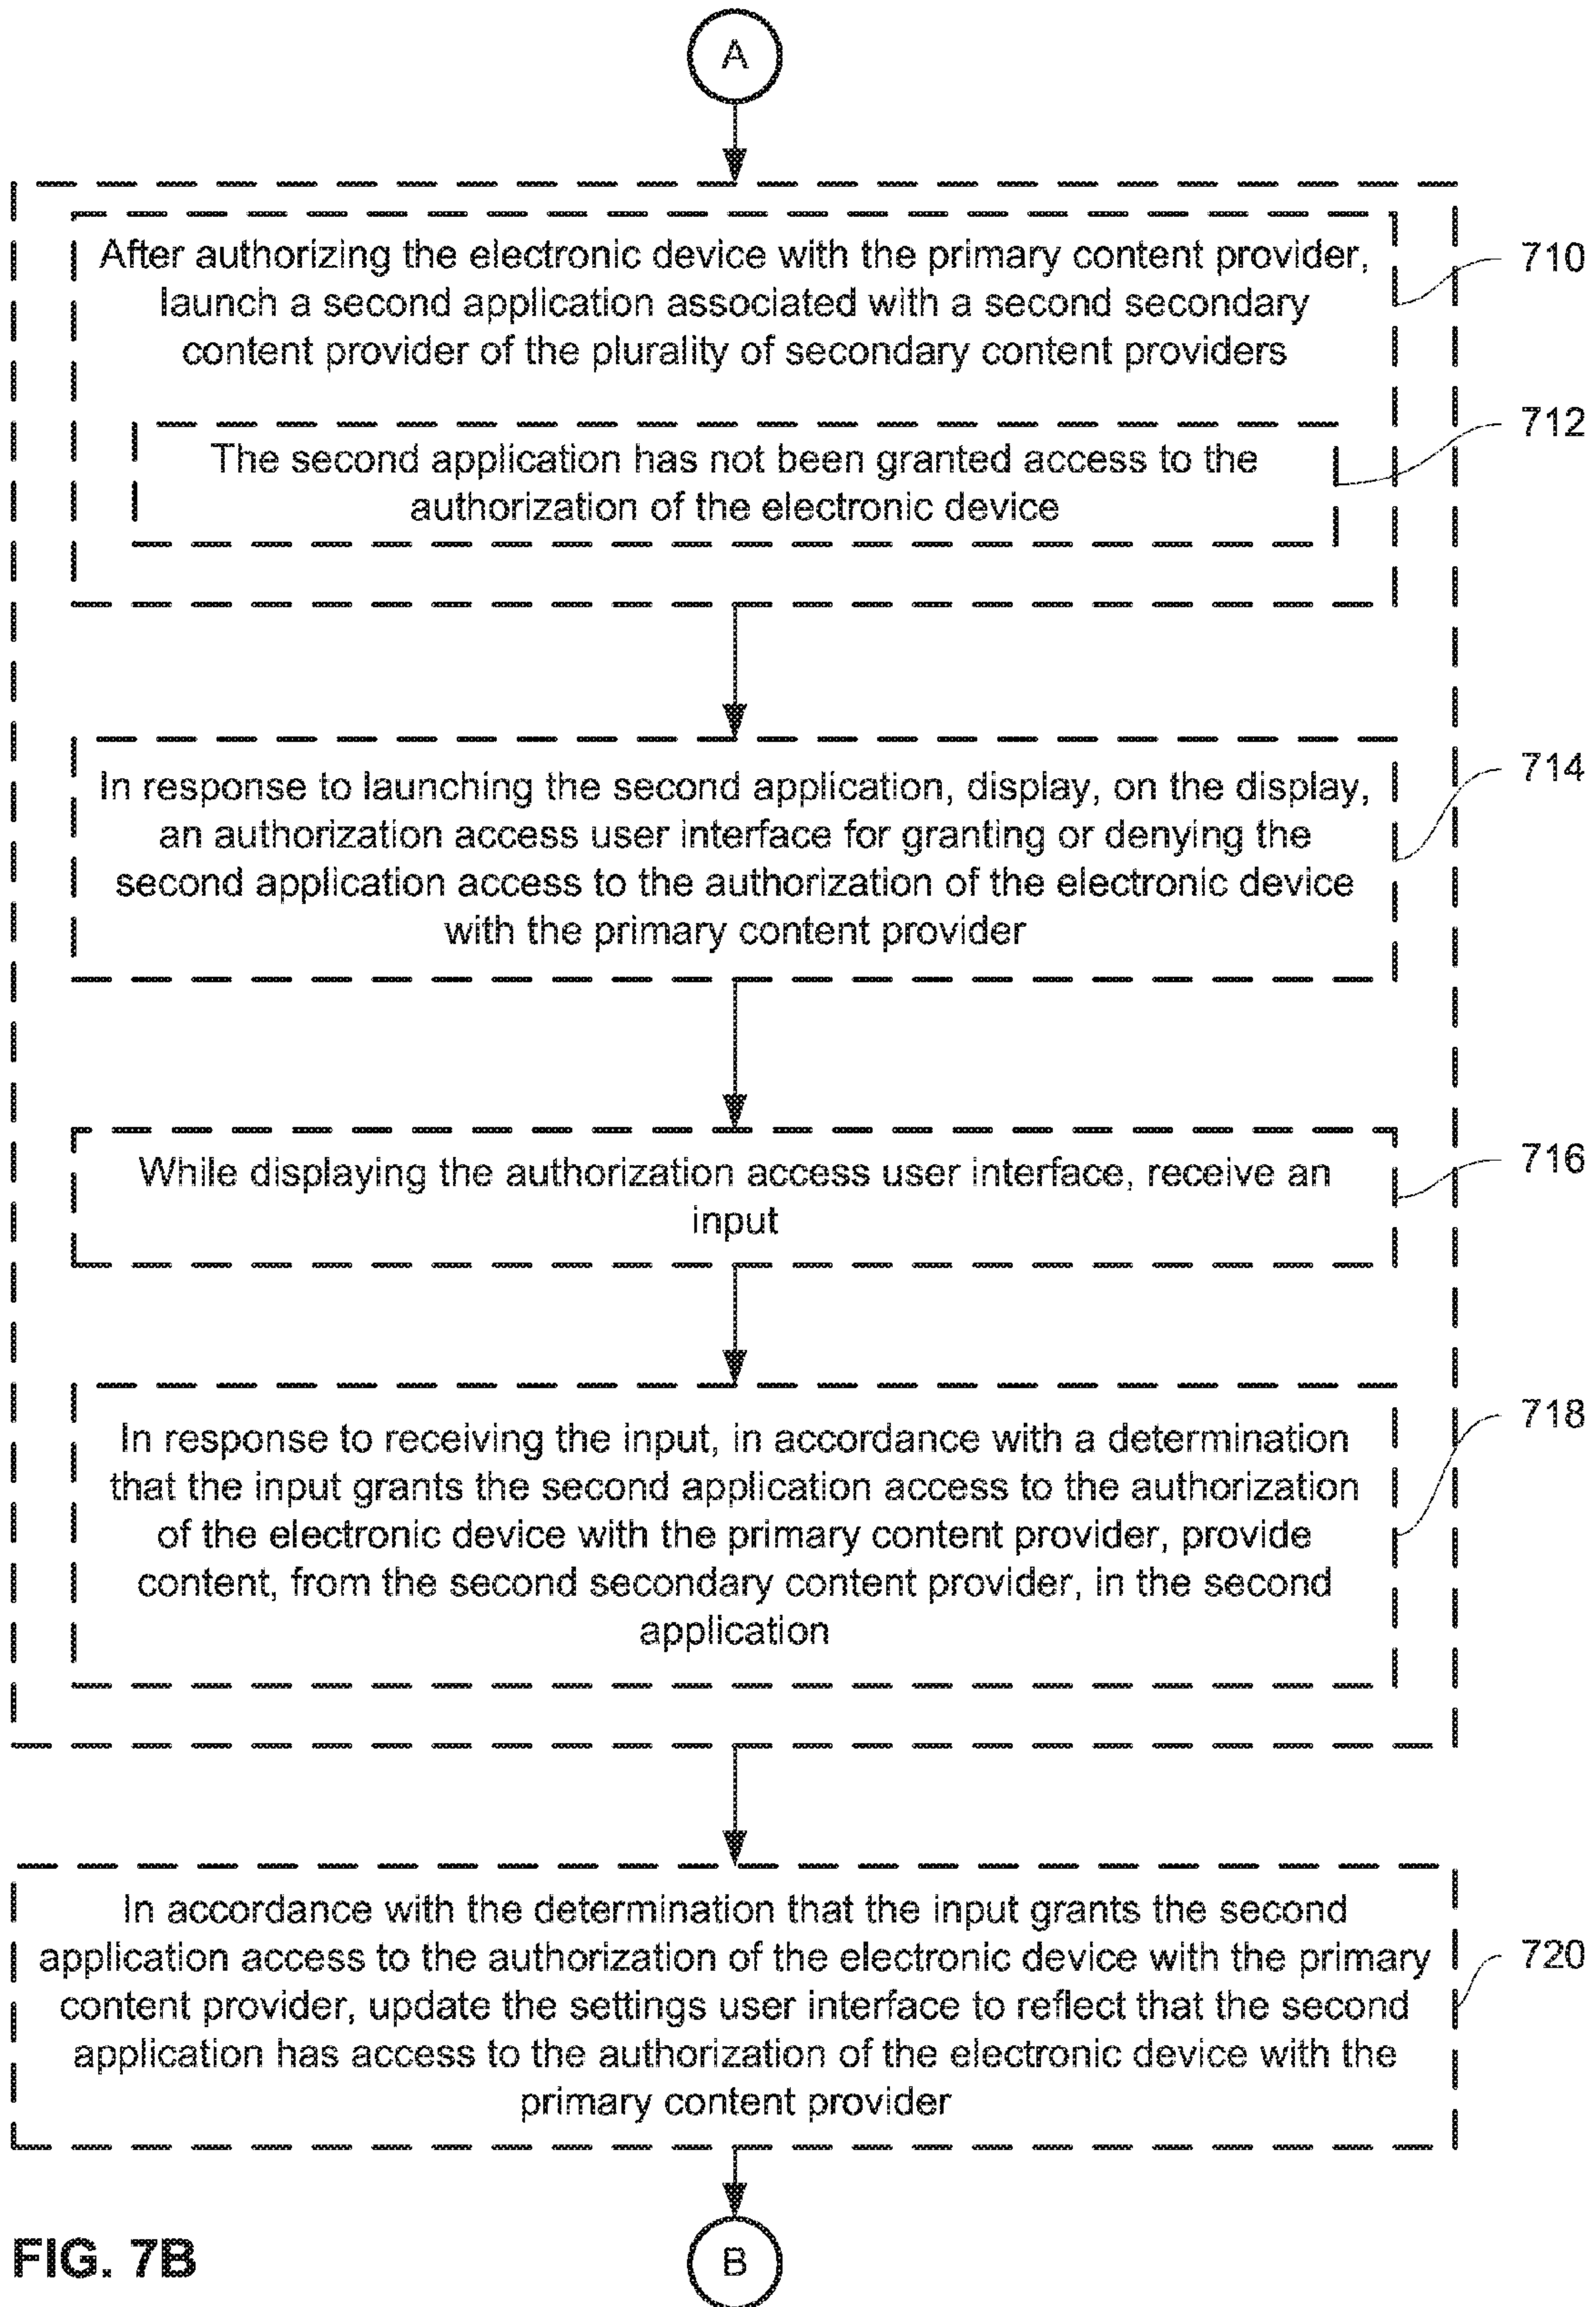 A
After authorizing the electronic device with the primary content provider,
launch a second application associated with a second secondary
content provider of the plurality of secondary content providers
710
The second application has not been granted access to the
authorization of the electronic device
712
In response to launching the second application, display, on the display,
an authorization access user interface for granting or denying the
second application access to the authorization of the electronic device
with the primary content provider
714
While displaying the authorization access user interface, receive an
input
716
In response to receiving the input, in accordance with a determination
that the input grants the second application access to the authorization
of the electronic device with the primary content provider, provide
content, from the second secondary content provider, in the second
application
718
In accordance with the determination that the input grants the second
application access to the authorization of the electronic device with the primary
content provider, update the settings user interface to reflect that the second
application has access to the authorization of the electronic device with the
primary content provider
720
B
FIG. 7B